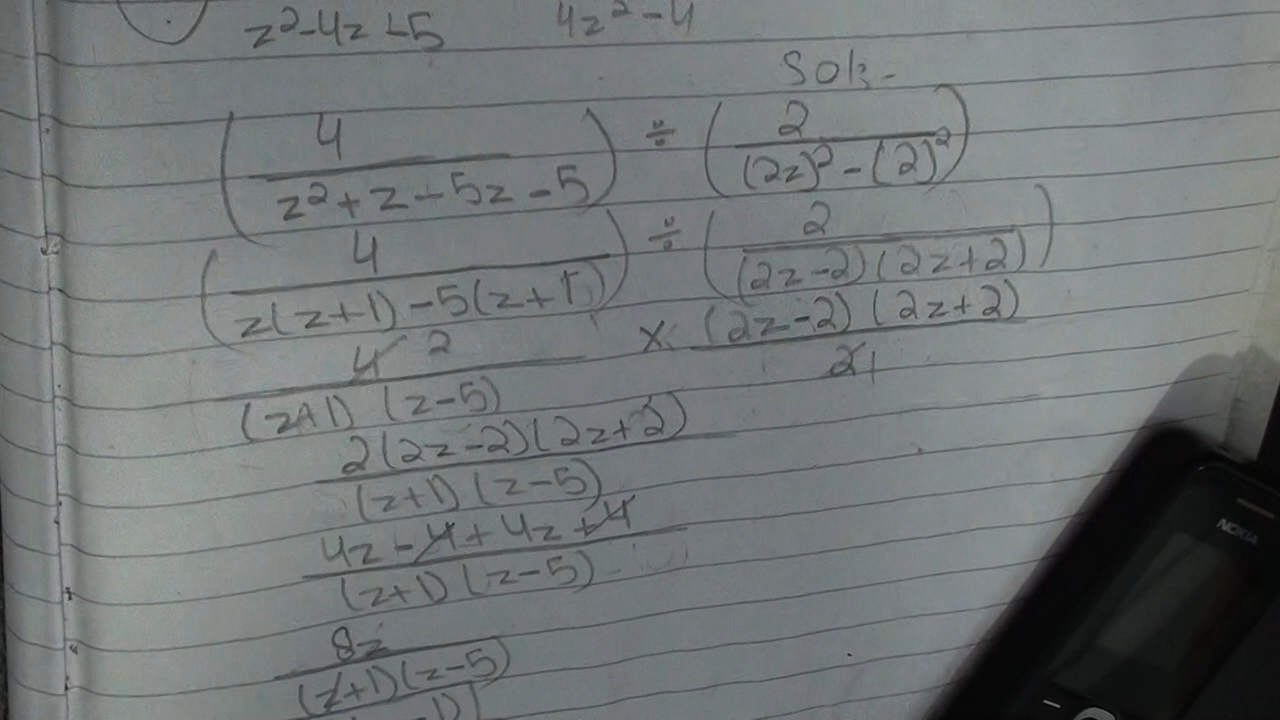 z²-4z-5 4z²-4
Sol:-
(4/(z²+z-5z-5)) ÷ (2/((2z)²-(2)²))
(4/(z(z+1)-5(z+1))) ÷ (2/((2z-2)(2z+2)))
4 2/((z+1)(z-5)) × (2z-2)(2z+2)/2 1
2(2z-2)(2z+2)/((z+1)(z-5))
4z-4+4z+4/((z+1)(z-5))
8z/((z+1)(z-5))
NOKIA